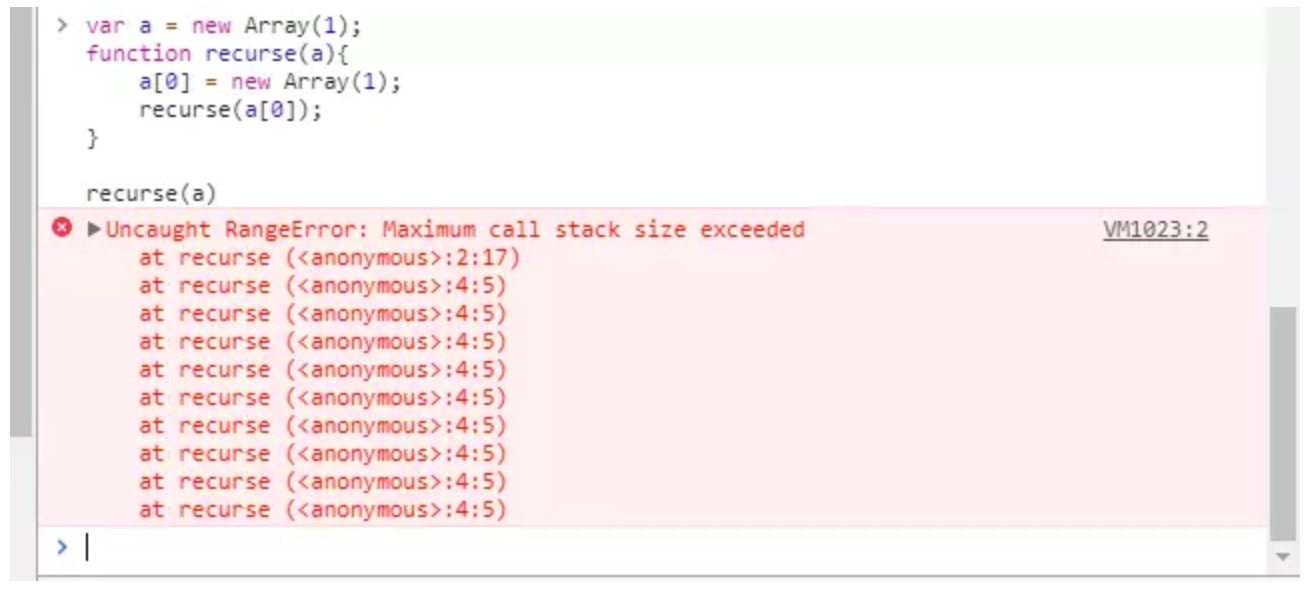 > var a = new Array(1);
function recurse(a){
    a[0] = new Array(1);
    recurse(a[0]);
}
recurse(a)
▶Uncaught RangeError: Maximum call stack size exceeded VM1023:2
    at recurse (<anonymous>:2:17)
    at recurse (<anonymous>:4:5)
    at recurse (<anonymous>:4:5)
    at recurse (<anonymous>:4:5)
    at recurse (<anonymous>:4:5)
    at recurse (<anonymous>:4:5)
    at recurse (<anonymous>:4:5)
    at recurse (<anonymous>:4:5)
    at recurse (<anonymous>:4:5)
    at recurse (<anonymous>:4:5)
>